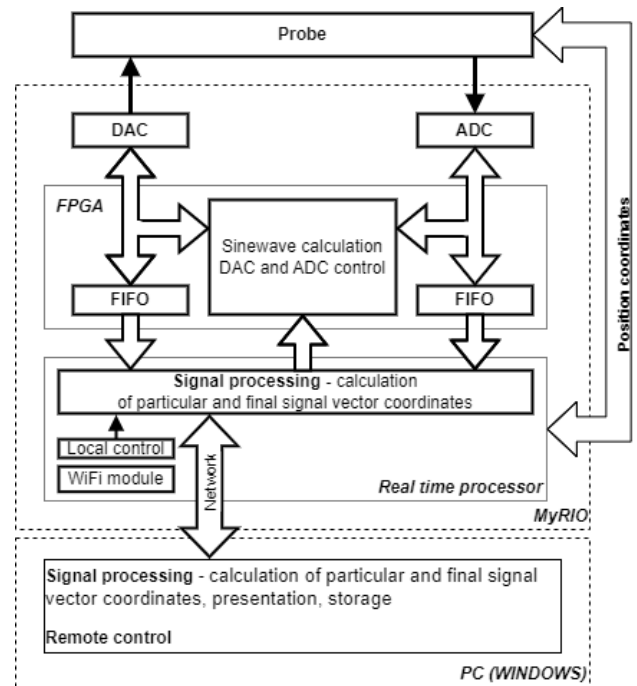 Probe
DAC
ADC
FPGA
Sinewave calculation
DAC and ADC control
FIFO
FIFO
Position coordinates
Signal processing - calculation
of particular and final signal vector coordinates
Local control
WiFi module
Network
Real time processor
MyRIO
Signal processing - calculation of particular and final signal
vector coordinates, presentation, storage
Remote control
PC (WINDOWS)